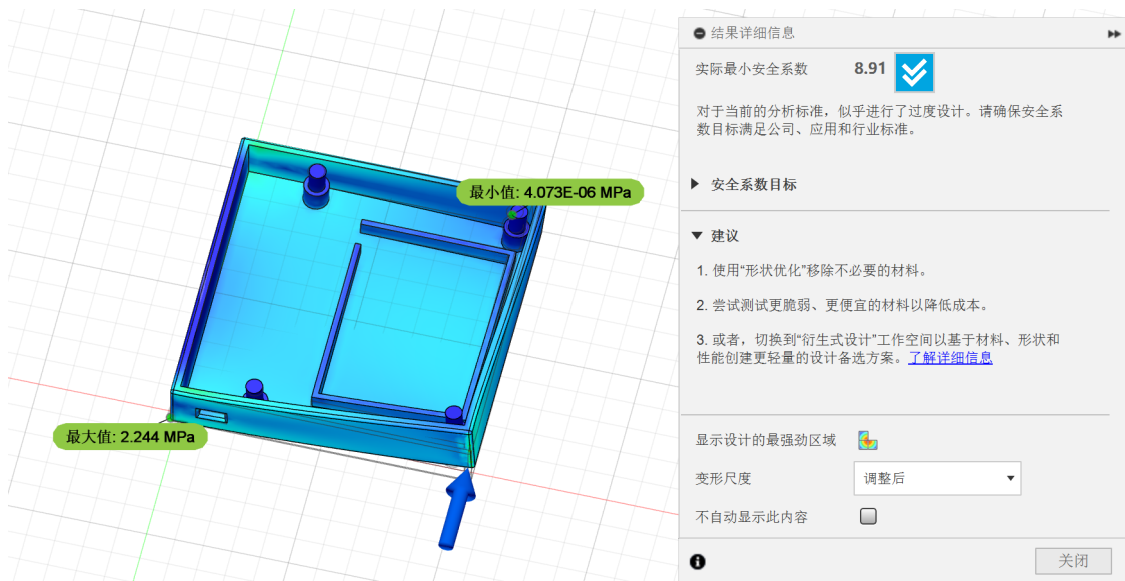 结果详细信息
实际最小安全系数 8.91
对于当前的分析标准，似乎进行了过度设计。请确保安全系
数目标满足公司、应用和行业标准。
安全系数目标
建议
1. 使用“形状优化”移除不必要的材料。
2. 尝试测试更脆弱、更便宜的材料以降低成本。
3. 或者，切换到“衍生式设计”工作空间以基于材料、形状和
性能创建更轻量的设计备选方案。了解详细信息
显示设计的最强劲区域
变形尺度 调整后
不自动显示此内容
关闭
最小值: 4.073E-06 MPa
最大值: 2.244 MPa